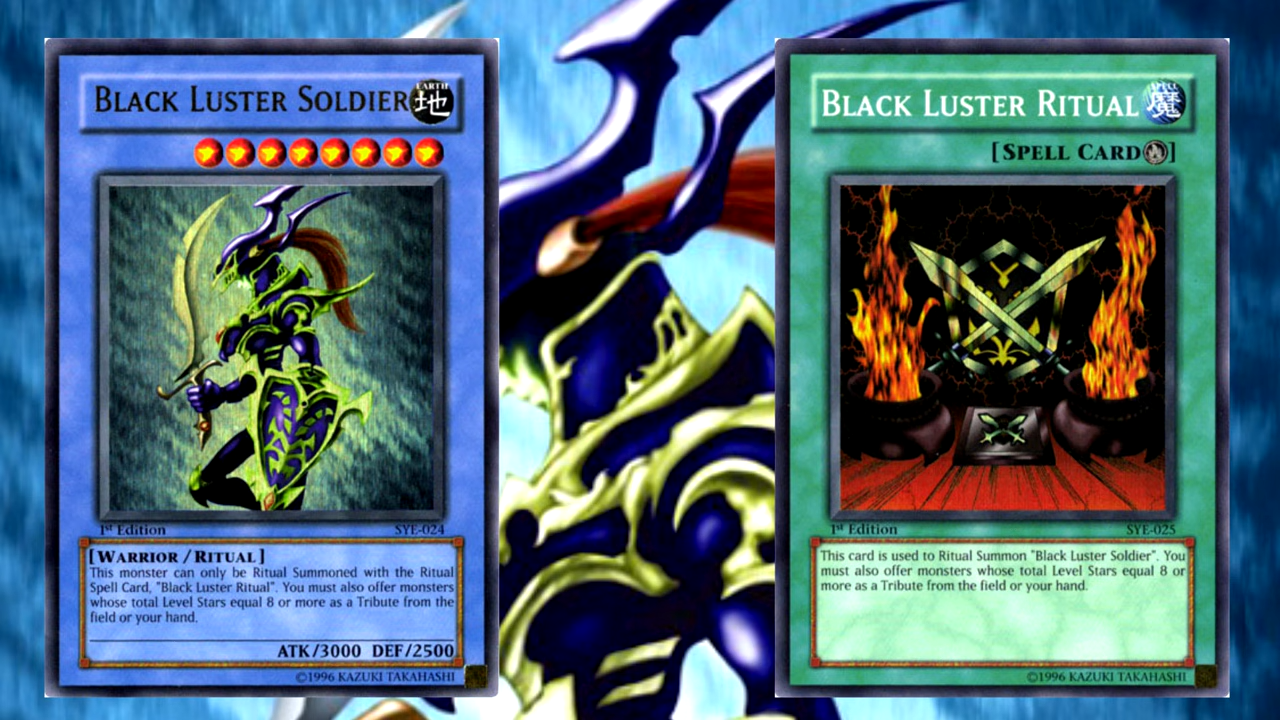 BLACK LUSTER SOLDIER
EARTH
地
1st Edition
SYE-024
[WARRIOR / RITUAL]
This monster can only be Ritual Summoned with the Ritual
Spell Card, "Black Luster Ritual". You must also offer monsters
whose total Level Stars equal 8 or more as a Tribute from the
field or your hand.
ATK/3000 DEF/2500
©1996 KAZUKI TAKAHASHI
BLACK LUSTER RITUAL
SPELL
魔
[SPELL CARD]
1st Edition
SYE-025
This card is used to Ritual Summon "Black Luster Soldier". You
must also offer monsters whose total Level Stars equal 8 or
more as a Tribute from the field or your hand.
©1996 KAZUKI TAKAHASHI